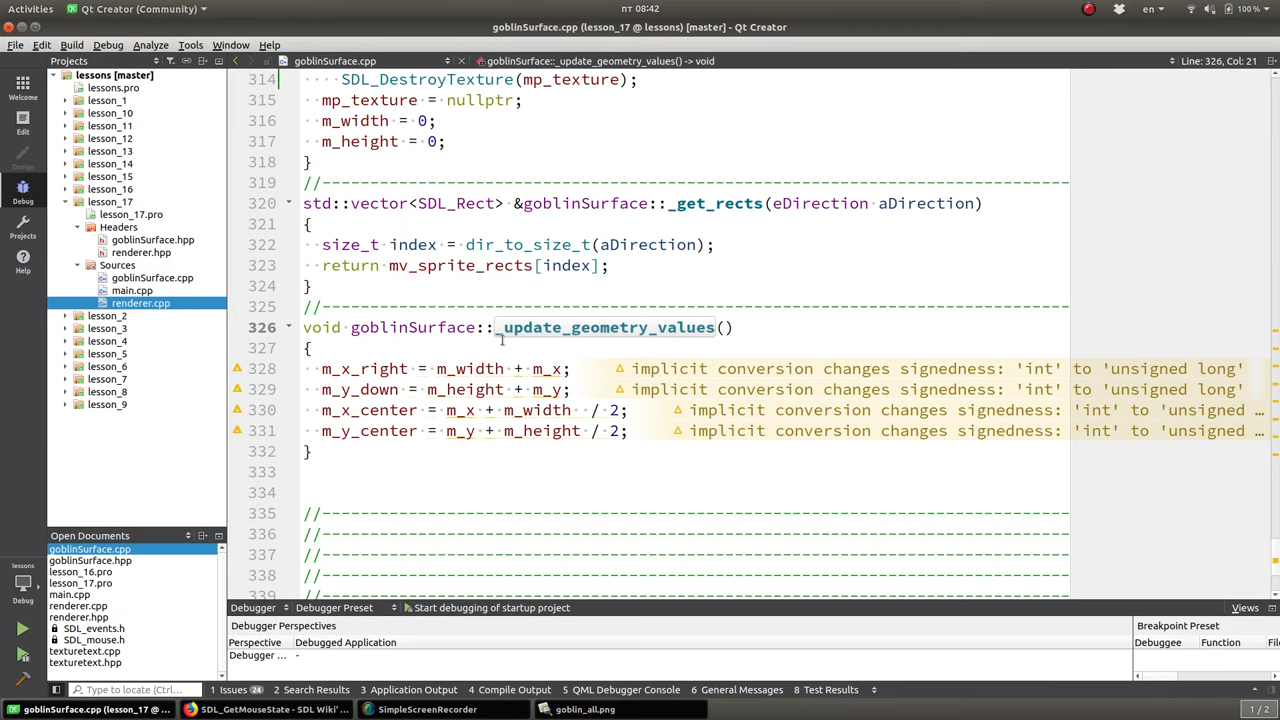 Activities Qt Creator (Community) пт 08:42 en 100 %
goblinSurface.cpp (lesson_17 @ lessons) [master] - Qt Creator
File Edit Build Debug Analyze Tools Window Help
Projects goblinSurface.cpp goblinSurface::_update_geometry_values() → void Line: 326, Col: 21
Welcome
Edit
Design
Debug
Projects
Help
lessons
Debug
lessons [master]
lessons.pro
lesson_1
lesson_10
lesson_11
lesson_12
lesson_13
lesson_14
lesson_15
lesson_16
lesson_17
lesson_17.pro
Headers
goblinSurface.hpp
renderer.hpp
Sources
goblinSurface.cpp
main.cpp
renderer.cpp
lesson_2
lesson_3
lesson_4
lesson_5
lesson_6
lesson_7
lesson_8
lesson_9
Open Documents
goblinSurface.cpp
goblinSurface.hpp
lesson_16.pro
lesson_17.pro
main.cpp
renderer.cpp
renderer.hpp
SDL_events.h
SDL_mouse.h
texturetext.cpp
texturetext.hpp
314 SDL_DestroyTexture(mp_texture);
315 mp_texture = nullptr;
316 m_width = 0;
317 m_height = 0;
318 }
319 //----------------------------------------------------------------------------
320 std::vector<SDL_Rect> &goblinSurface::_get_rects(eDirection aDirection)
321 {
322 size_t index = dir_to_size_t(aDirection);
323 return mv_sprite_rects[index];
324 }
325 //----------------------------------------------------------------------------
326 void goblinSurface::_update_geometry_values()
327 {
328 m_x_right = m_width + m_x; implicit conversion changes signedness: 'int' to 'unsigned long'
329 m_y_down = m_height + m_y; implicit conversion changes signedness: 'int' to 'unsigned long'
330 m_x_center = m_x + m_width / 2; implicit conversion changes signedness: 'int' to 'unsigned …
331 m_y_center = m_y + m_height / 2; implicit conversion changes signedness: 'int' to 'unsigned …
332 }
333
334
335 //----------------------------------------------------------------------------
336 //----------------------------------------------------------------------------
337 //----------------------------------------------------------------------------
338 //----------------------------------------------------------------------------
339 //----------------------------------------------------------------------------
Debugger Debugger Preset Start debugging of startup project Views
Debugger Perspectives Breakpoint Preset
Perspective Debugged Application Debuggee Function
Debugger ... -
Type to locate (... 1 Issues 24 2 Search Results 3 Application Output 4 Compile Output 5 QML Debugger Console 6 General Messages 8 Test Results
goblinSurface.cpp (lesson_17 @ les... SDL_GetMouseState - SDL Wiki'... SimpleScreenRecorder goblin_all.png 1 / 2